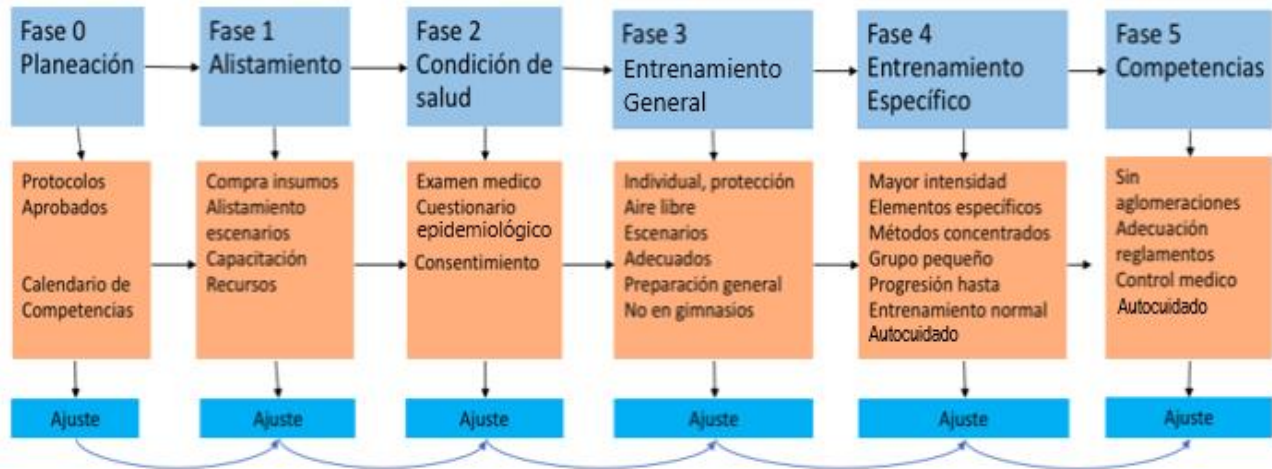 Fase 0
Planeación
Fase 1
Alistamiento
Fase 2
Condición de
salud
Fase 3
Entrenamiento
General
Fase 4
Entrenamiento
Específico
Fase 5
Competencias
Protocolos
Aprobados
Calendario de
Competencias
Compra insumos
Alistamiento
escenarios
Capacitación
Recursos
Examen medico
Cuestionario
epidemiológico
Consentimiento
Individual, protección
Aire libre
Escenarios
Adecuados
Preparación general
No en gimnasios
Mayor intensidad
Elementos específicos
Métodos concentrados
Grupo pequeño
Progresión hasta
Entrenamiento normal
Autocuidado
Sin
aglomeraciones
Adecuación
reglamentos
Control medico
Autocuidado
Ajuste
Ajuste
Ajuste
Ajuste
Ajuste
Ajuste